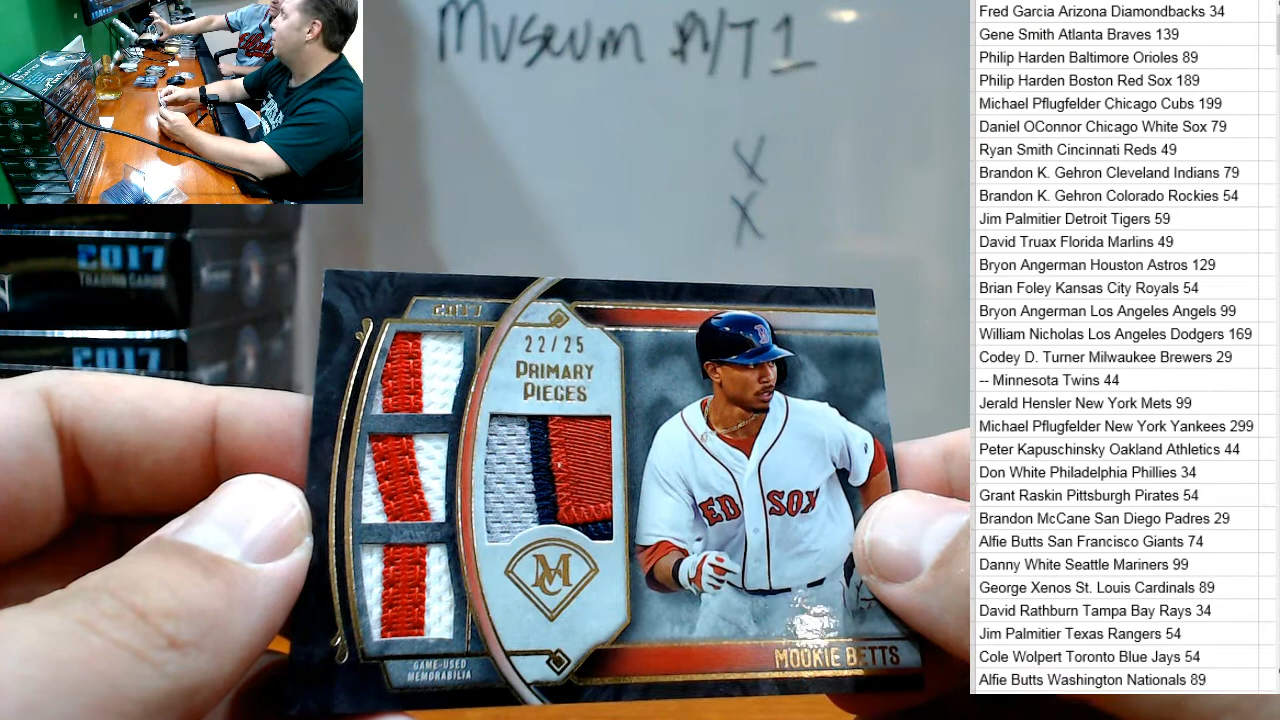 Museum PP/T 1
X
X
2017
TRADING CARDS
2017
22/25
PRIMARY
PIECES
RED SOX
MC
GAME-USED
MEMORABILIA
MOOKIE BETTS
Fred Garcia Arizona Diamondbacks 34
Gene Smith Atlanta Braves 139
Philip Harden Baltimore Orioles 89
Philip Harden Boston Red Sox 189
Michael Pflugfelder Chicago Cubs 199
Daniel OConnor Chicago White Sox 79
Ryan Smith Cincinnati Reds 49
Brandon K. Gehron Cleveland Indians 79
Brandon K. Gehron Colorado Rockies 54
Jim Palmitier Detroit Tigers 59
David Truax Florida Marlins 49
Bryon Angerman Houston Astros 129
Brian Foley Kansas City Royals 54
Bryon Angerman Los Angeles Angels 99
William Nicholas Los Angeles Dodgers 169
Codey D. Turner Milwaukee Brewers 29
-- Minnesota Twins 44
Jerald Hensler New York Mets 99
Michael Pflugfelder New York Yankees 299
Peter Kapuschinsky Oakland Athletics 44
Don White Philadelphia Phillies 34
Grant Raskin Pittsburgh Pirates 54
Brandon McCane San Diego Padres 29
Alfie Butts San Francisco Giants 74
Danny White Seattle Mariners 99
George Xenos St. Louis Cardinals 89
David Rathburn Tampa Bay Rays 34
Jim Palmitier Texas Rangers 54
Cole Wolpert Toronto Blue Jays 54
Alfie Butts Washington Nationals 89